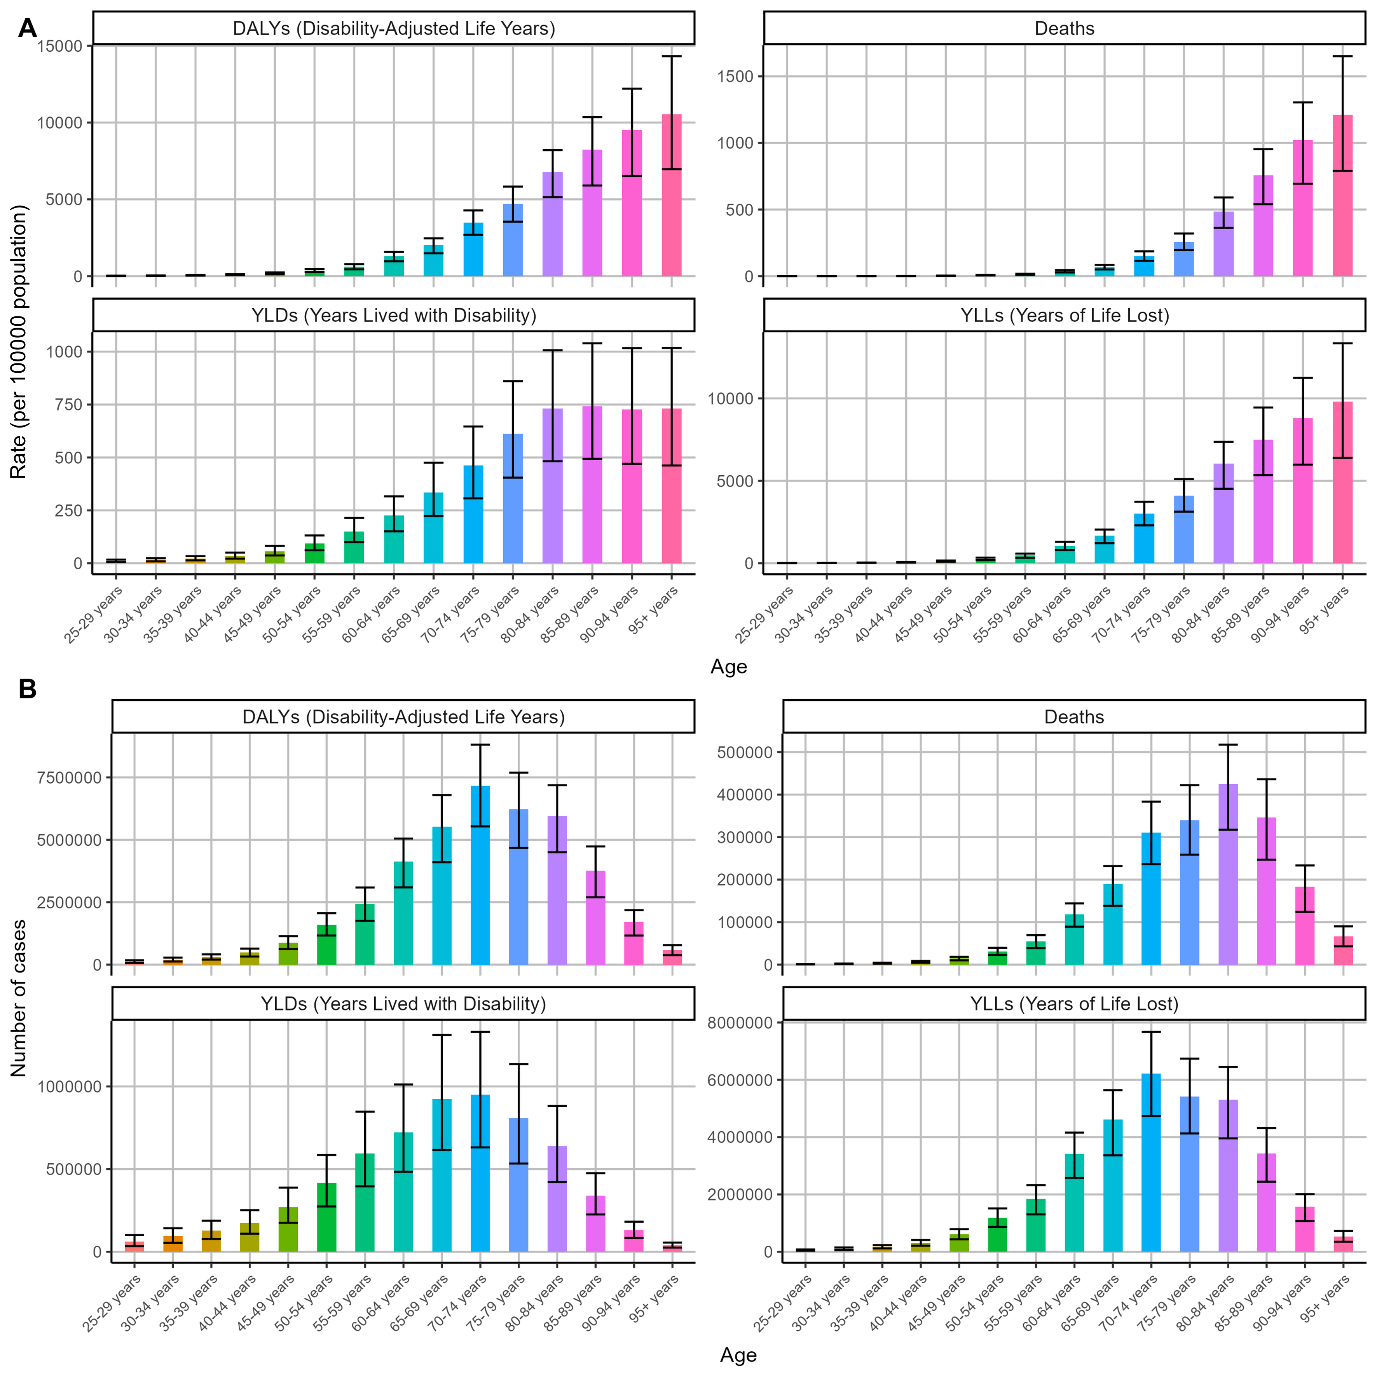 A
DALYs (Disability-Adjusted Life Years)
Deaths
15000
10000
5000
0
1500
1000
500
0
YLDs (Years Lived with Disability)
YLLs (Years of Life Lost)
1000
750
500
250
0
10000
5000
0
Rate (per 100000 population)
25-29 years
30-34 years
35-39 years
40-44 years
45-49 years
50-54 years
55-59 years
60-64 years
65-69 years
70-74 years
75-79 years
80-84 years
85-89 years
90-94 years
95+ years
25-29 years
30-34 years
35-39 years
40-44 years
45-49 years
50-54 years
55-59 years
60-64 years
65-69 years
70-74 years
75-79 years
80-84 years
85-89 years
90-94 years
95+ years
Age
B
DALYs (Disability-Adjusted Life Years)
Deaths
7500000
5000000
2500000
0
500000
400000
300000
200000
100000
0
YLDs (Years Lived with Disability)
YLLs (Years of Life Lost)
1000000
500000
0
8000000
6000000
4000000
2000000
0
Number of cases
25-29 years
30-34 years
35-39 years
40-44 years
45-49 years
50-54 years
55-59 years
60-64 years
65-69 years
70-74 years
75-79 years
80-84 years
85-89 years
90-94 years
95+ years
25-29 years
30-34 years
35-39 years
40-44 years
45-49 years
50-54 years
55-59 years
60-64 years
65-69 years
70-74 years
75-79 years
80-84 years
85-89 years
90-94 years
95+ years
Age